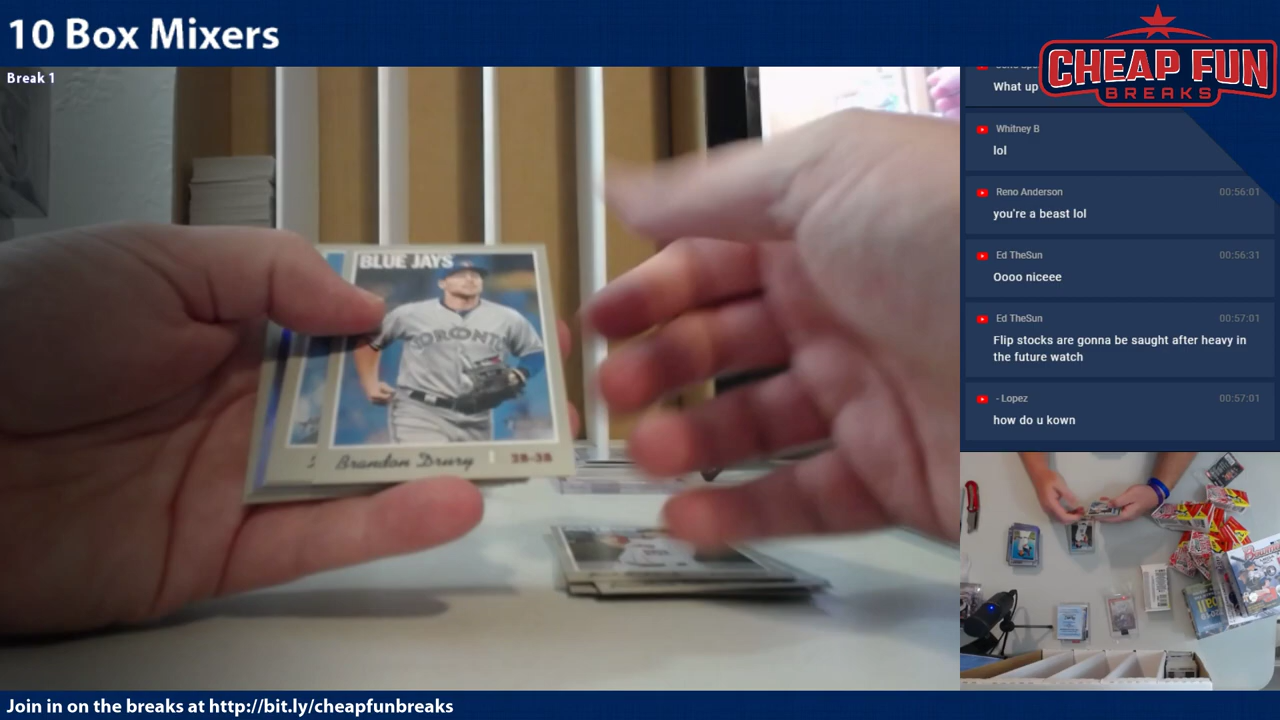 10 Box Mixers
Break 1
CHEAP FUN
BREAKS
What up
Whitney B
lol
Reno Anderson 00:56:01
you're a beast lol
Ed TheSun 00:56:31
Oooo niceee
Ed TheSun 00:57:01
Flip stocks are gonna be saught after heavy in
the future watch
- Lopez 00:57:01
how do u kown
BLUE JAYS
TORONTO
Brandon Drury 2B-3B
Join in on the breaks at http://bit.ly/cheapfunbreaks